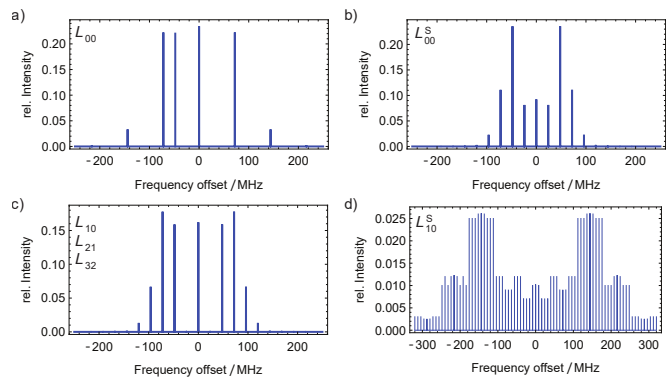 a)
L00
rel. Intensity
0.20
0.15
0.10
0.05
0.00
-200 -100 0 100 200
Frequency offset / MHz
b)
L00S
rel. Intensity
0.20
0.15
0.10
0.05
0.00
-200 -100 0 100 200
Frequency offset / MHz
c)
L10
L21
L32
rel. Intensity
0.15
0.10
0.05
0.00
-200 -100 0 100 200
Frequency offset / MHz
d)
L10S
rel. Intensity
0.025
0.020
0.015
0.010
0.005
0.000
-300 -200 -100 0 100 200 300
Frequency offset / MHz